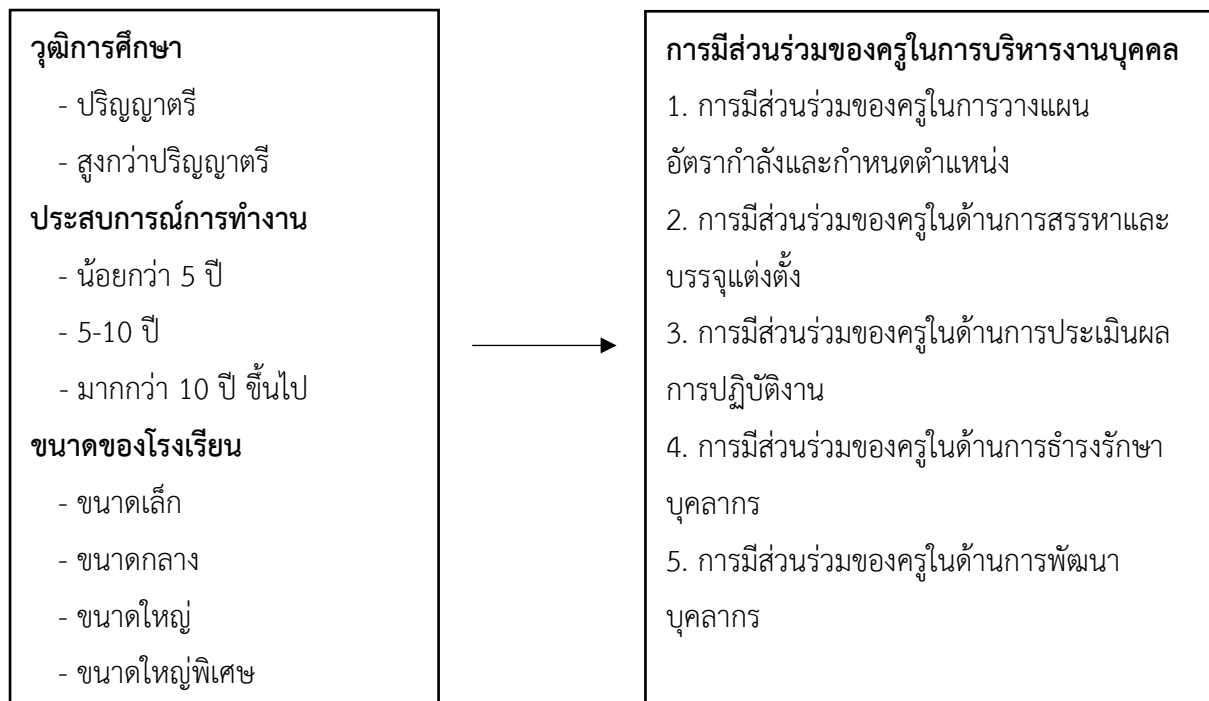 วุฒิการศึกษา
- ปริญญาตรี
- สูงกว่าปริญญาตรี
ประสบการณ์การทำงาน
- น้อยกว่า 5 ปี
- 5-10 ปี
- มากกว่า 10 ปี ขึ้นไป
ขนาดของโรงเรียน
- ขนาดเล็ก
- ขนาดกลาง
- ขนาดใหญ่
- ขนาดใหญ่พิเศษ
การมีส่วนร่วมของครูในการบริหารงานบุคคล
1. การมีส่วนร่วมของครูในการวางแผน
อัตรากำลังและกำหนดตำแหน่ง
2. การมีส่วนร่วมของครูในด้านการสรรหาและ
บรรจุแต่งตั้ง
3. การมีส่วนร่วมของครูในด้านการประเมินผล
การปฏิบัติงาน
4. การมีส่วนร่วมของครูในด้านการธำรงรักษา
บุคลากร
5. การมีส่วนร่วมของครูในด้านการพัฒนา
บุคลากร